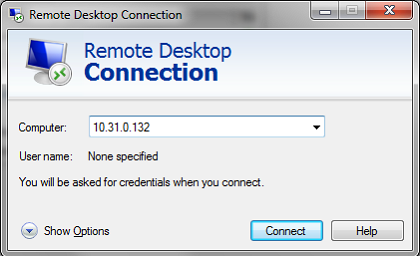 Remote Desktop Connection
Remote Desktop
Connection
Computer: 10.31.0.132
User name: None specified
You will be asked for credentials when you connect.
Show Options Connect Help